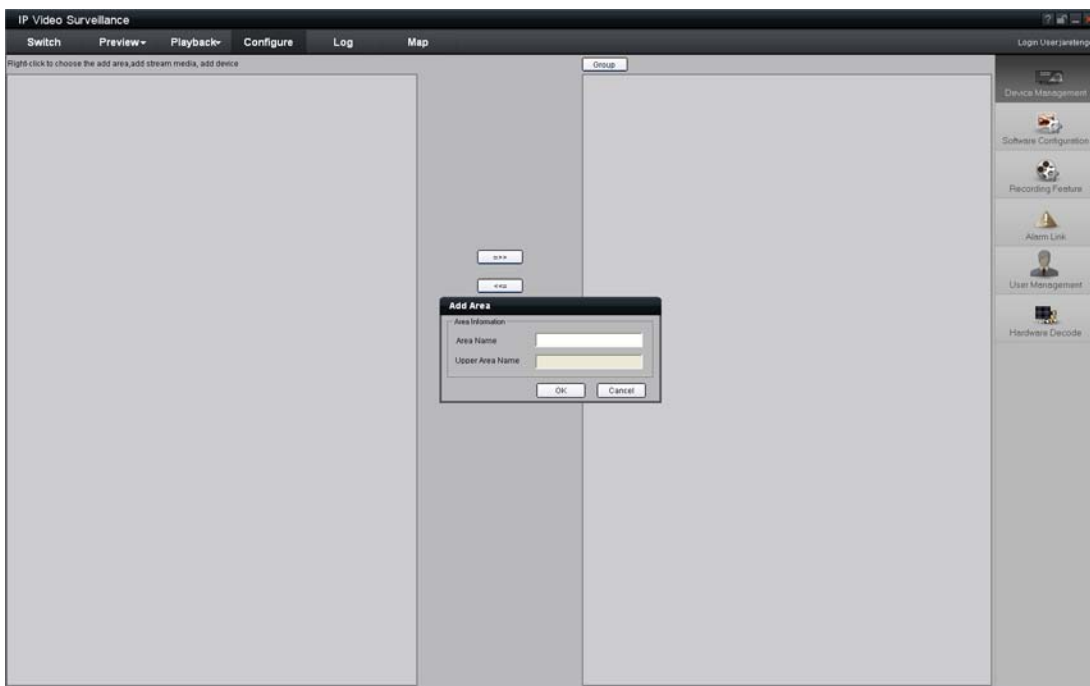 IP Video Surveillance
Switch Preview Playback Configure Log Map
Right-click to choose the add area,add stream media, add device
Group
Device Management
Software Configuration
Recording Feature
Alarm Link
User Management
Hardware Decode
=>>
<<=
Add Area
Area Information
Area Name
Upper Area Name
OK Cancel
Login User